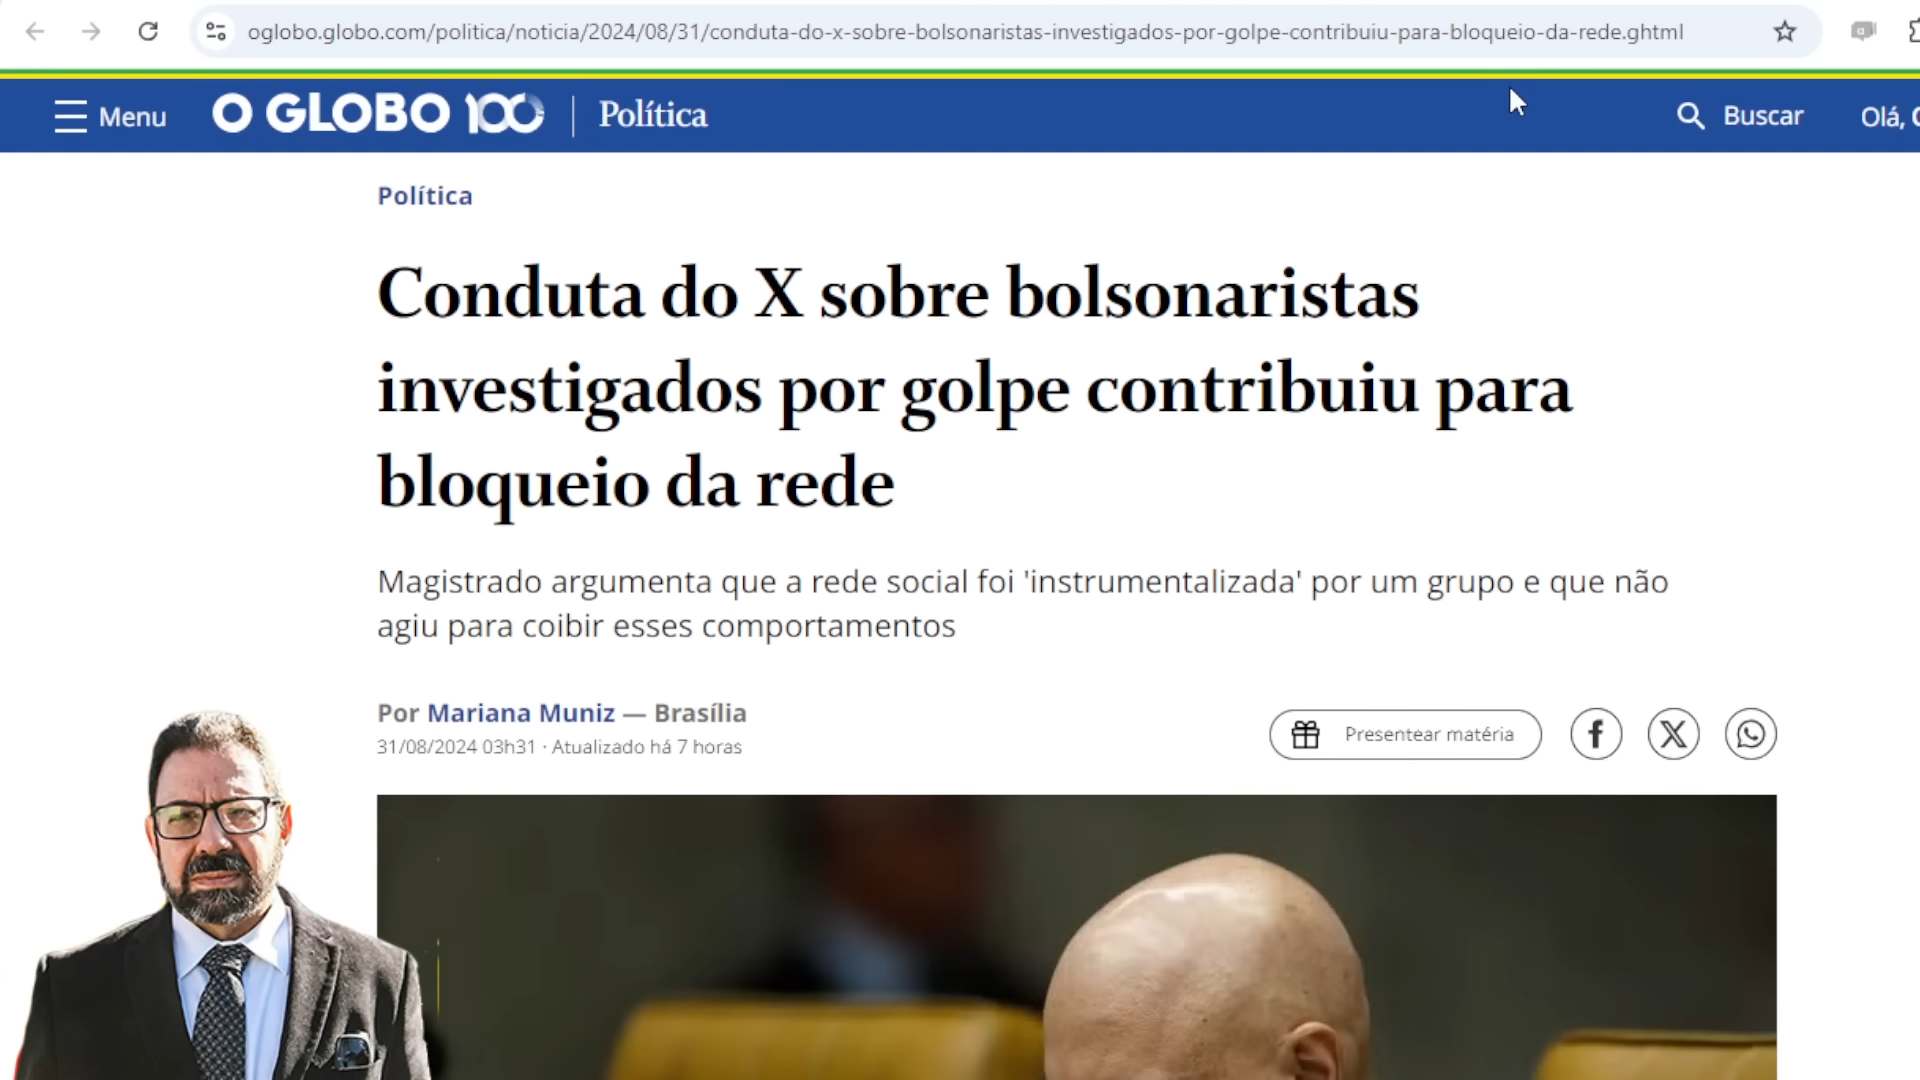 oglobo.globo.com/politica/noticia/2024/08/31/conduta-do-x-sobre-bolsonaristas-investigados-por-golpe-contribuiu-para-bloqueio-da-rede.ghtml
Menu
O GLOBO 100
Política
Buscar
Olá,
Política
Conduta do X sobre bolsonaristas
investigados por golpe contribuiu para
bloqueio da rede
Magistrado argumenta que a rede social foi 'instrumentalizada' por um grupo e que não
agiu para coibir esses comportamentos
Por Mariana Muniz — Brasília
31/08/2024 03h31 · Atualizado há 7 horas
Presentear matéria